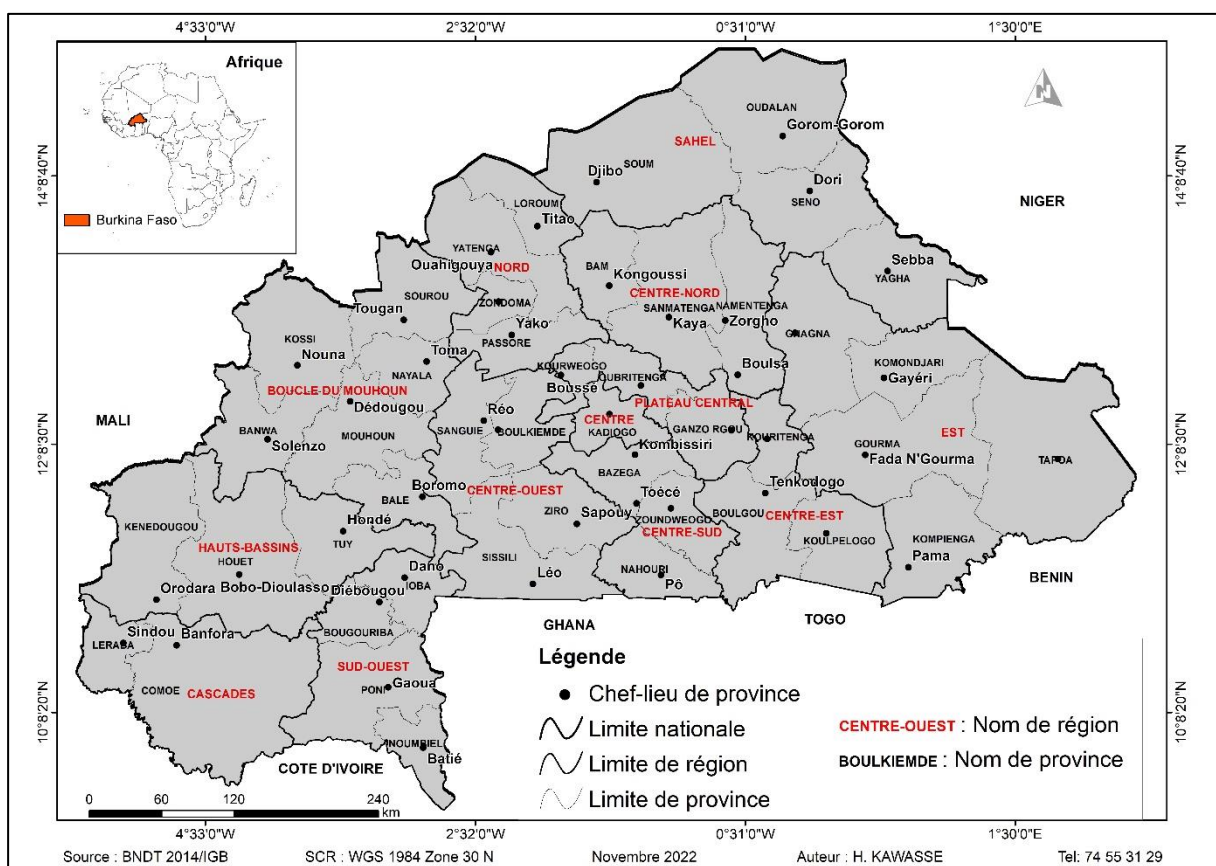 4°33'0"W 2°32'0"W 0°31'0"W 1°30'0"E
Afrique
Burkina Faso
N
14°8'40"N
14°8'40"N
12°8'30"N
12°8'30"N
10°8'20"N
10°8'20"N
OUDALAN
Gorom-Gorom
SAHEL
SOUM
Djibo
Dori
SENO
NIGER
LOROUM
Titao
YATENGA
Ouahigouya
NORD
BAM
Kongoussi
Sebba
YAGHA
CENTRE-NORD
SOUROU
Tougan
ZONDOMA
SANMATENGA
NAMENTENGA
Kaya
Zorgho
Yako
PASSORE
GNAGNA
KOSSI
Nouna
Toma
NAYALA
KOURWEOGO
Bousse
OUBRITENGA
Boulsa
KOMONDJARI
Gayéri
BOUCLE DU MOUHOUN
Dédougou
PLATEAU CENTRAL
MALI
CENTRE
KADIOGO
Réo
SANGUIE
BOULKIEMDE
GANZO RGOU
KOURITENGA
EST
BANWA
Solenzo
MOUHOUN
Kombissiri
BAZEGA
GOURMA
Fada N'Gourma
TAPOA
Boromo
BALE
CENTRE-OUEST
Toécé
Tenkodogo
BOULGOU
CENTRE-EST
ZIRO
Sapouy
ZOUNDWEOGO
CENTRE-SUD
KOULPELOGO
KENEDOUGOU
Hondé
TUY
HAUTS-BASSINS
HOUET
SISSILI
KOMPIENGA
Pama
NAHOURI
Pô
Léo
Dano
IOBA
Orodara
Bobo-Dioulasso
Diébougou
BENIN
GHANA
TOGO
BOUGOURIBA
Sindou
LERABA
Banfora
SUD-OUEST
PONI
Gaoua
COMOE
CASCADES
NOUMBIEL
Batié
COTE D'IVOIRE
Légende
Chef-lieu de province
Limite nationale
Limite de région
Limite de province
CENTRE-OUEST : Nom de région
BOULKIEMDE : Nom de province
0 60 120 240
km
4°33'0"W 2°32'0"W 0°31'0"W 1°30'0"E
Source : BNDT 2014/IGB SCR : WGS 1984 Zone 30 N Novembre 2022 Auteur : H. KAWASSE Tel: 74 55 31 29